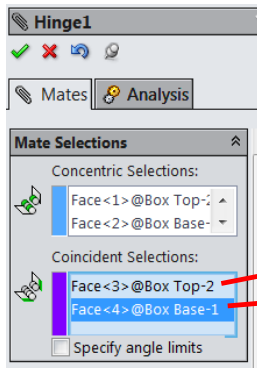 Hinge1
Mates Analysis
Mate Selections
Concentric Selections:
Face<1>@Box Top-2
Face<2>@Box Base-
Coincident Selections:
Face<3>@Box Top-2
Face<4>@Box Base-1
Specify angle limits